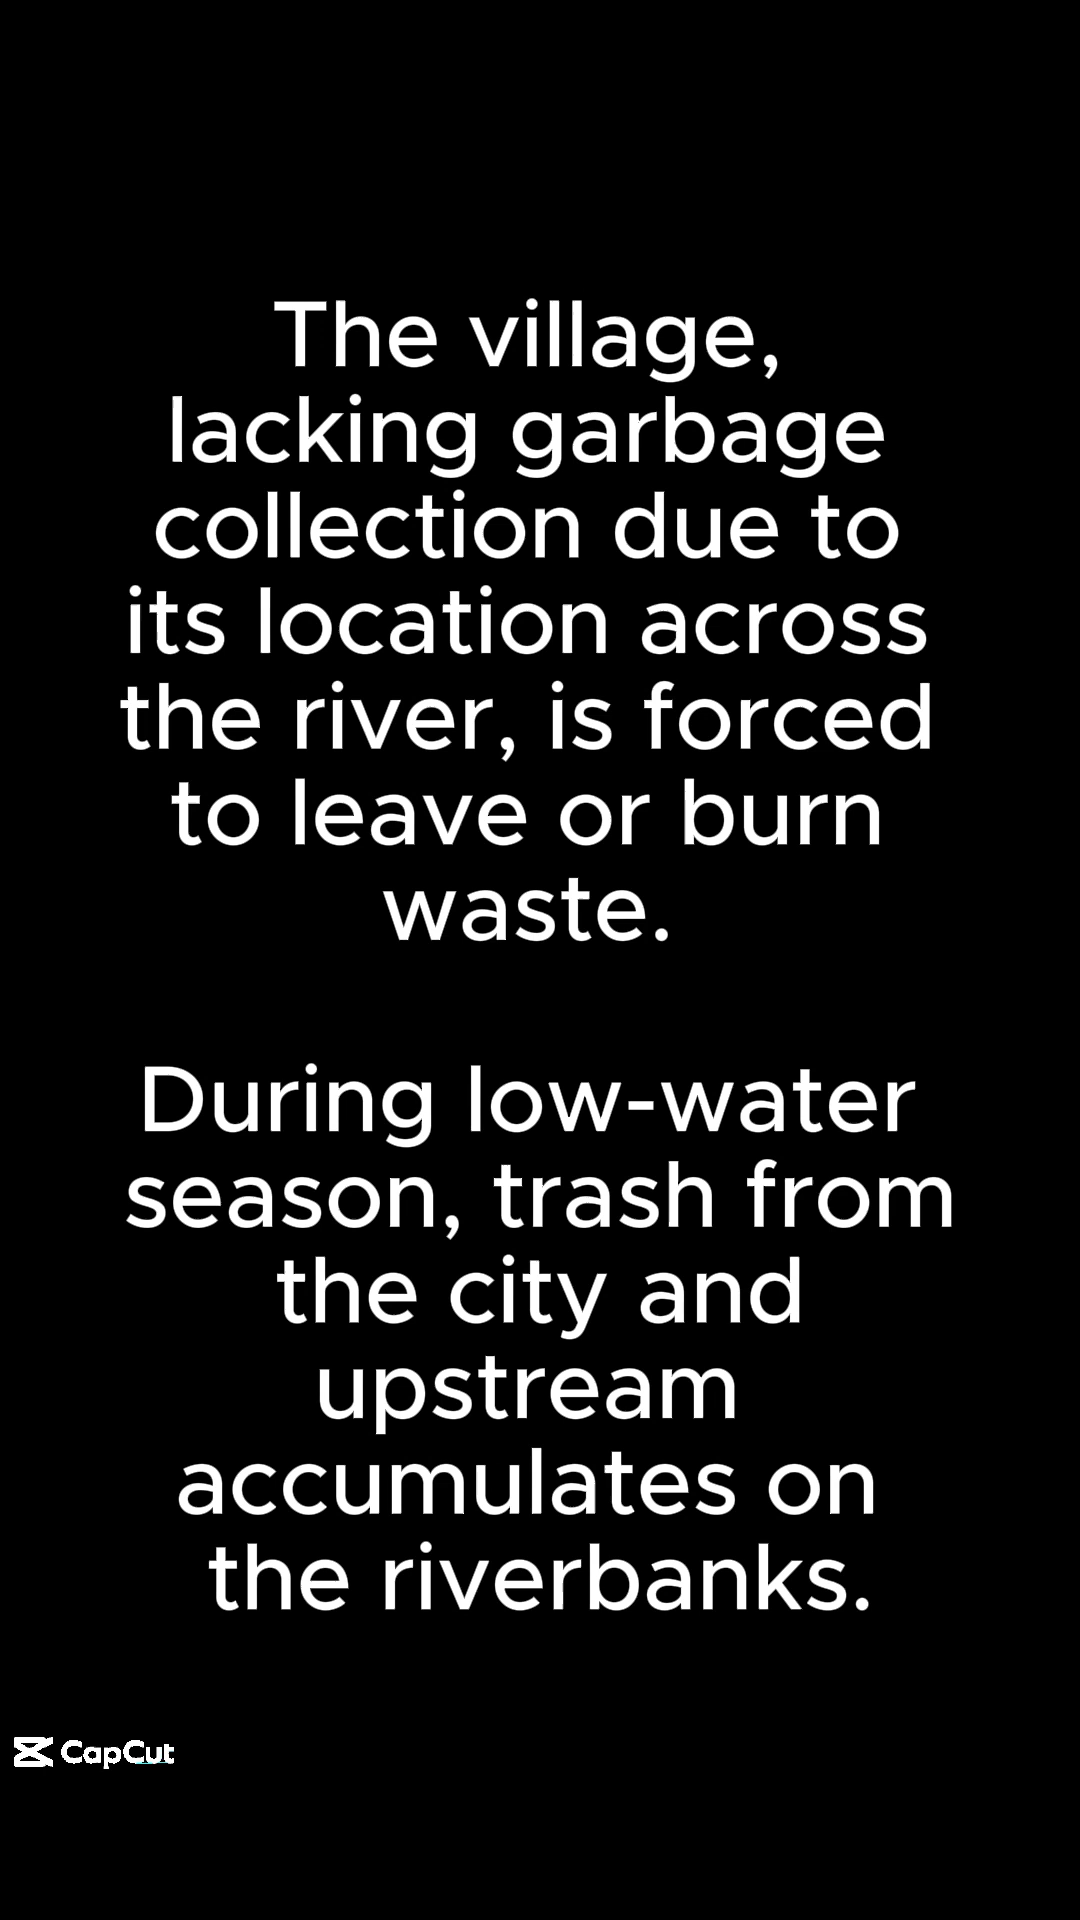 The village,
lacking garbage
collection due to
its location across
the river, is forced
to leave or burn
waste.
During low-water
season, trash from
the city and
upstream
accumulates on
the riverbanks.
CapCut